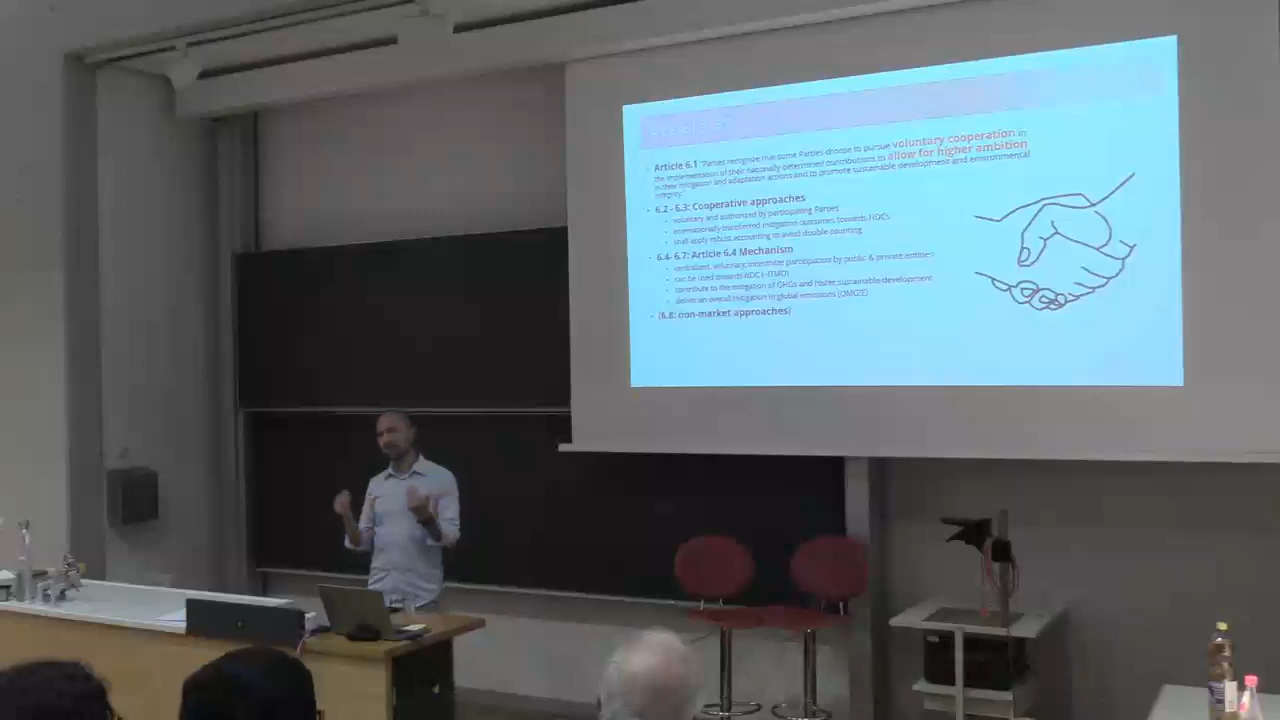 Article 6
Article 6.1 "Parties recognize that some Parties choose to pursue voluntary cooperation in
the implementation of their nationally determined contributions to allow for higher ambition
in their mitigation and adaptation actions and to promote sustainable development and environmental
integrity."
• 6.2 - 6.3: Cooperative approaches
• voluntary and authorized by participating Parties
• internationally transferred mitigation outcomes towards NDCs
• shall apply robust accounting to avoid double counting
• 6.4- 6.7: Article 6.4 Mechanism
• centralized, voluntary, incentivize participation by public & private entities
• can be used towards NDC (=ITMO)
• contribute to the mitigation of GHGs and foster sustainable development
• deliver an overall mitigation in global emissions (OMGE)
• (6.8: non-market approaches)